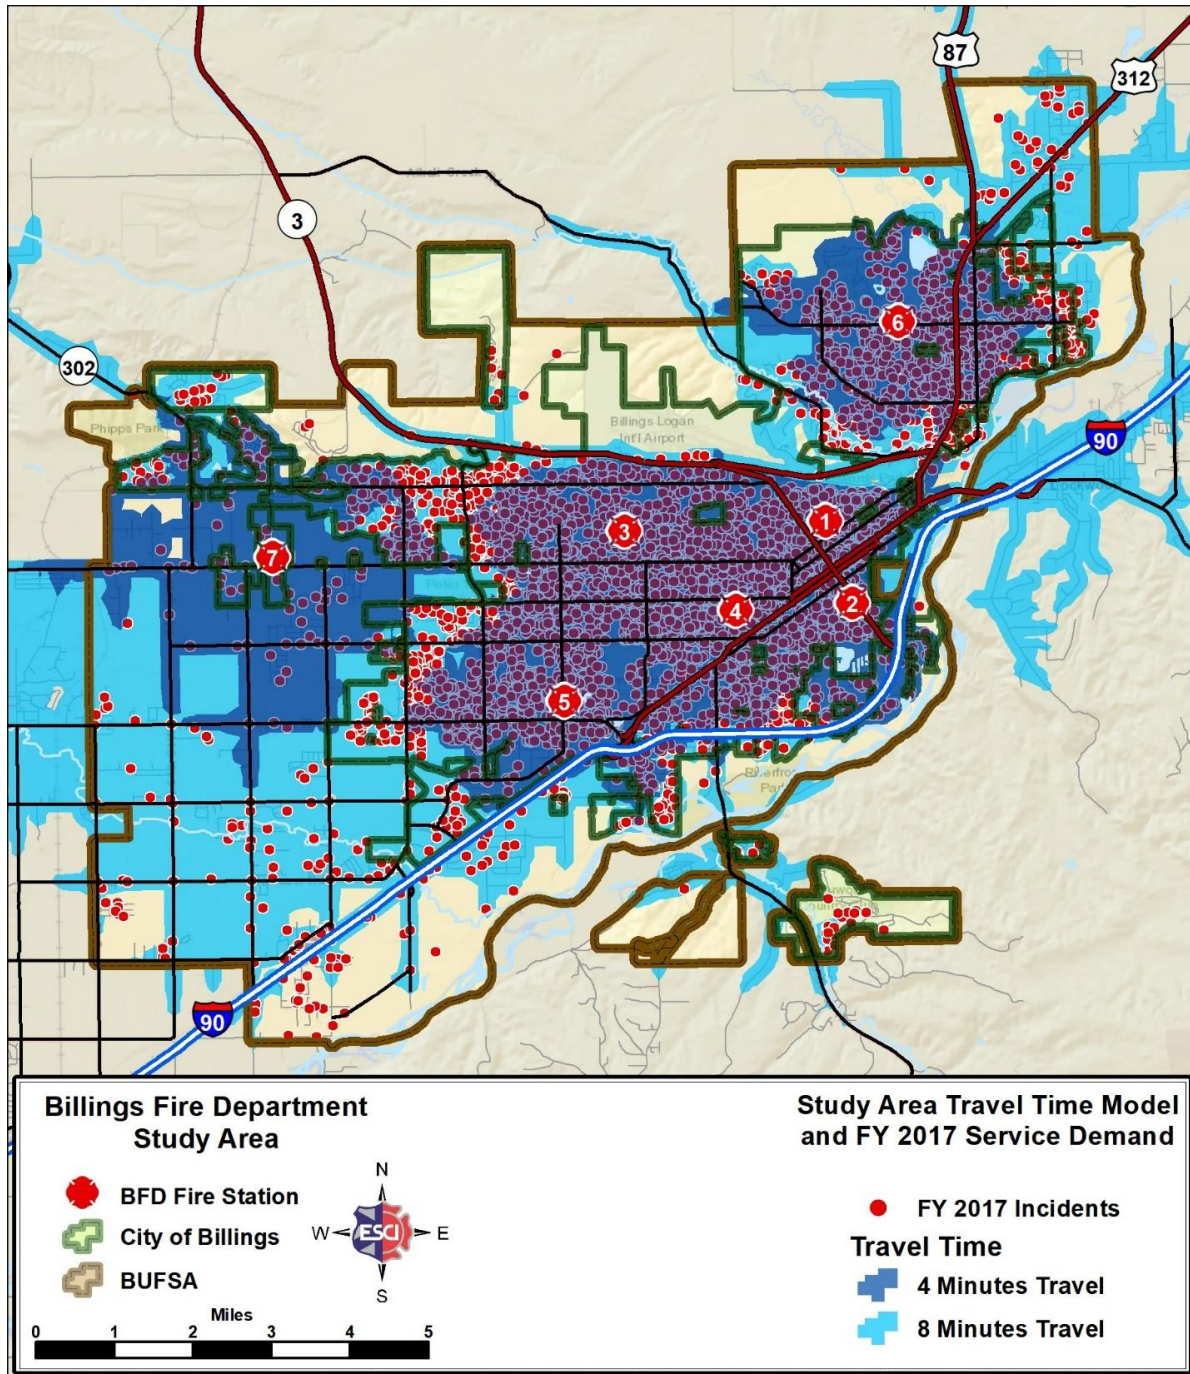 87
312
Alkali Creek
3
6
302
Phipps Park
Billings Logan
Int'l Airport
90
1
3
7
2
4
5
Riverfront
Park
90
Billings Fire Department
Study Area
BFD Fire Station
City of Billings
BUFSA
N
W
ESCI
E
S
Miles
0 1 2 3 4 5
Study Area Travel Time Model
and FY 2017 Service Demand
FY 2017 Incidents
Travel Time
4 Minutes Travel
8 Minutes Travel